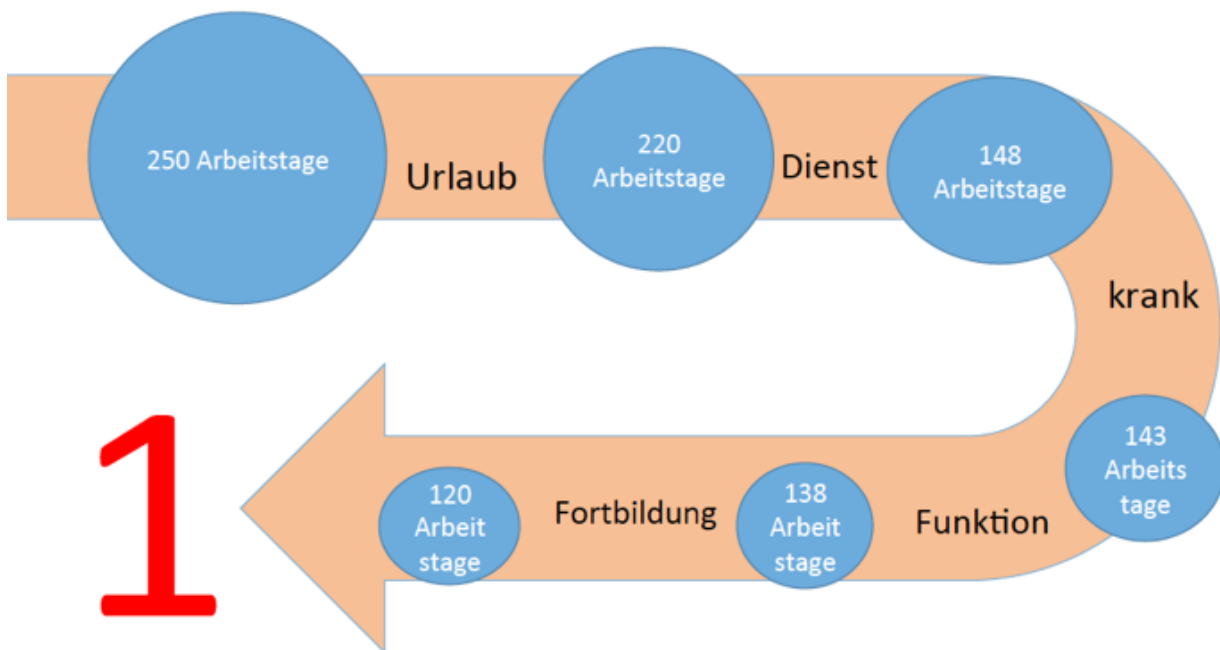 250 Arbeitstage
Urlaub
220
Arbeitstage
Dienst
148
Arbeitstage
krank
143
Arbeits
tage
Funktion
138
Arbeit
stage
Fortbildung
120
Arbeit
stage
1